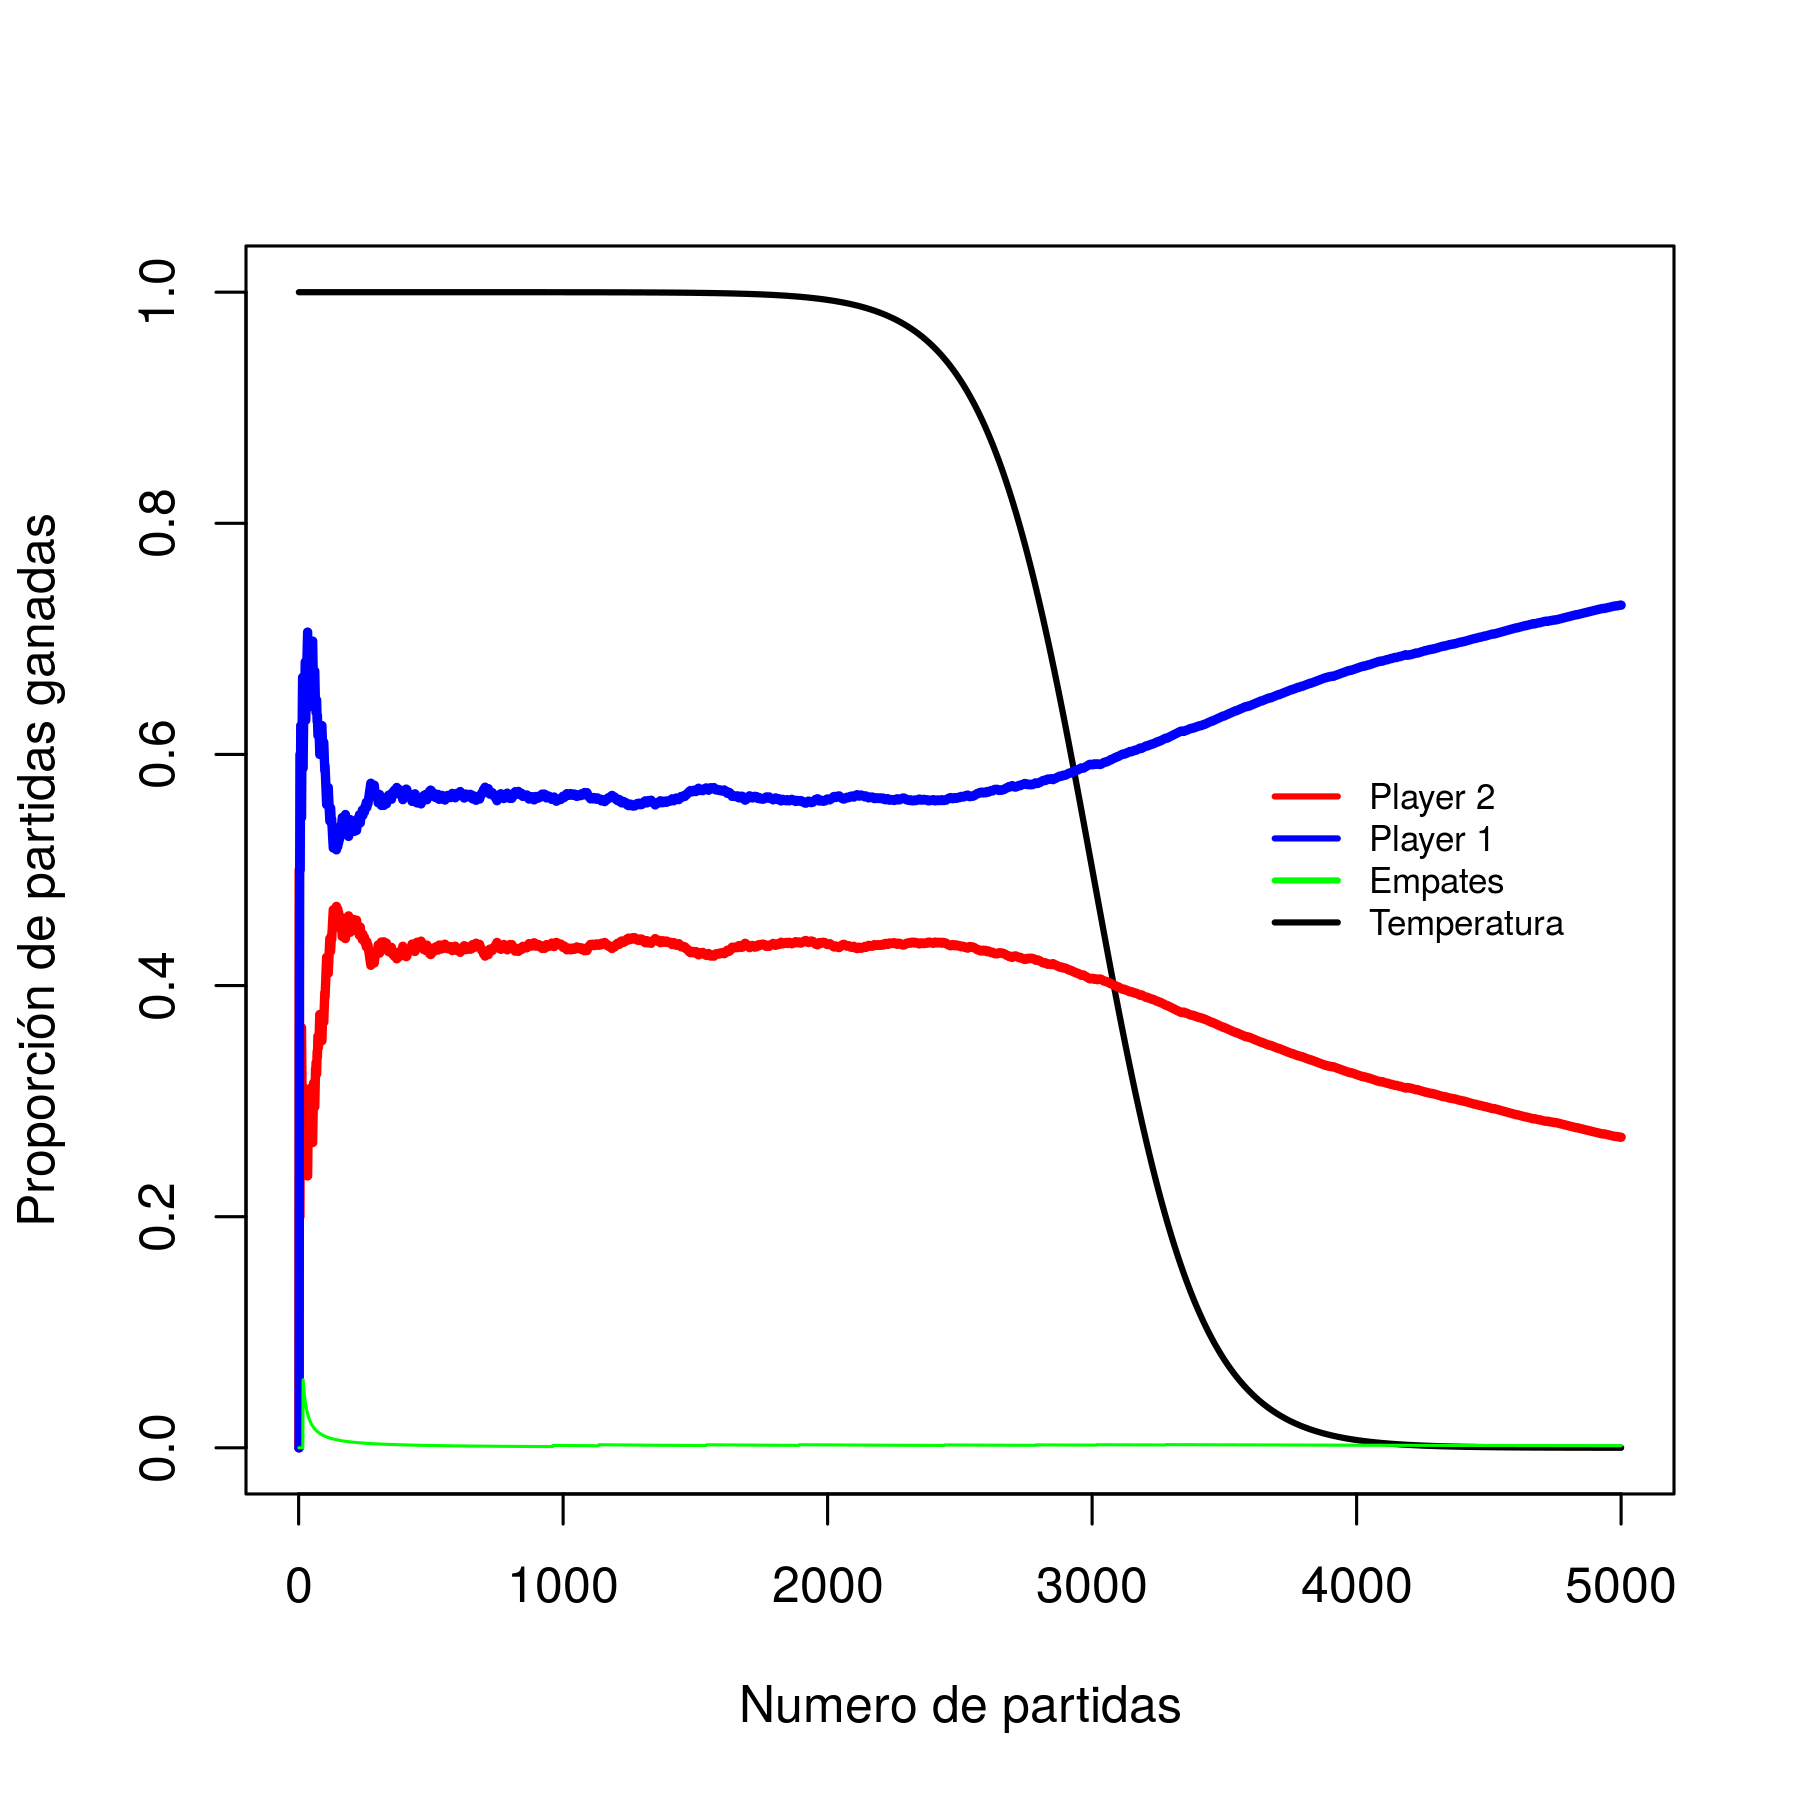 Proporción de partidas ganadas
1.0
0.8
0.6
0.4
0.2
0.0
Player 2
Player 1
Empates
Temperatura
0 1000 2000 3000 4000 5000
Numero de partidas